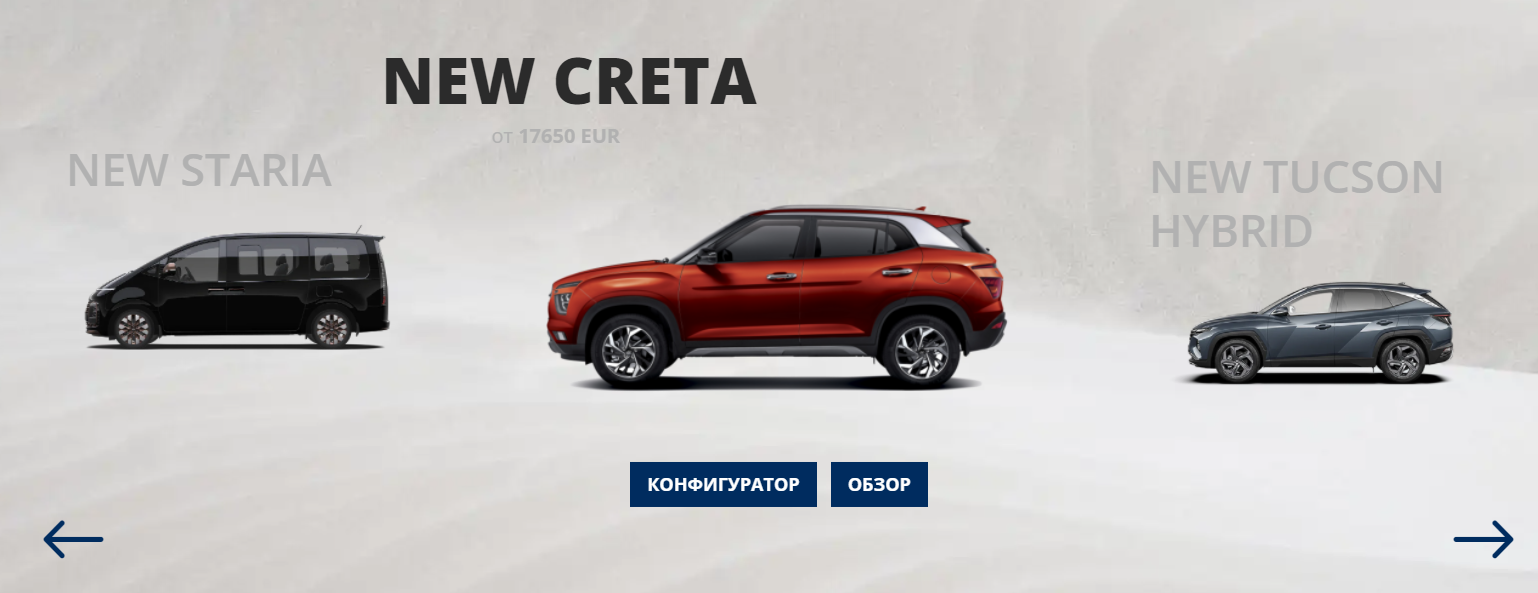 NEW CRETA
от 17650 EUR
NEW STARIA
NEW TUCSON
HYBRID
КОНФИГУРАТОР
ОБЗОР